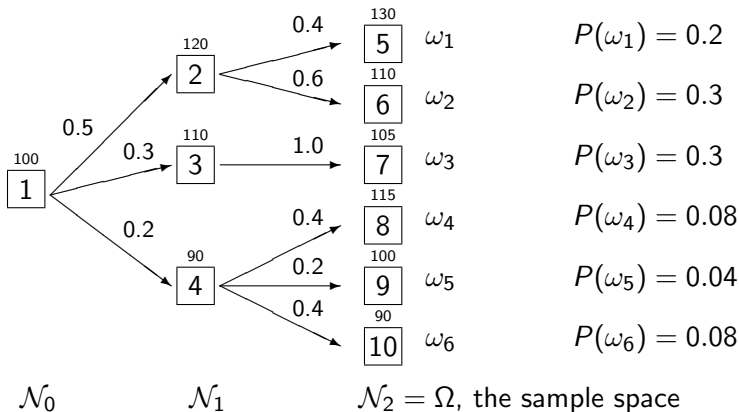 130
0.4 5 ω₁ P(ω₁) = 0.2
120
2
0.6 110
6 ω₂ P(ω₂) = 0.3
0.5
110 105
100 0.3 3 1.0 7 ω₃ P(ω₃) = 0.3
1
115
0.2 0.4 8 ω₄ P(ω₄) = 0.08
90 100
4 0.2 9 ω₅ P(ω₅) = 0.04
0.4 90
10 ω₆ P(ω₆) = 0.08
𝒩₀ 𝒩₁ 𝒩₂ = Ω, the sample space